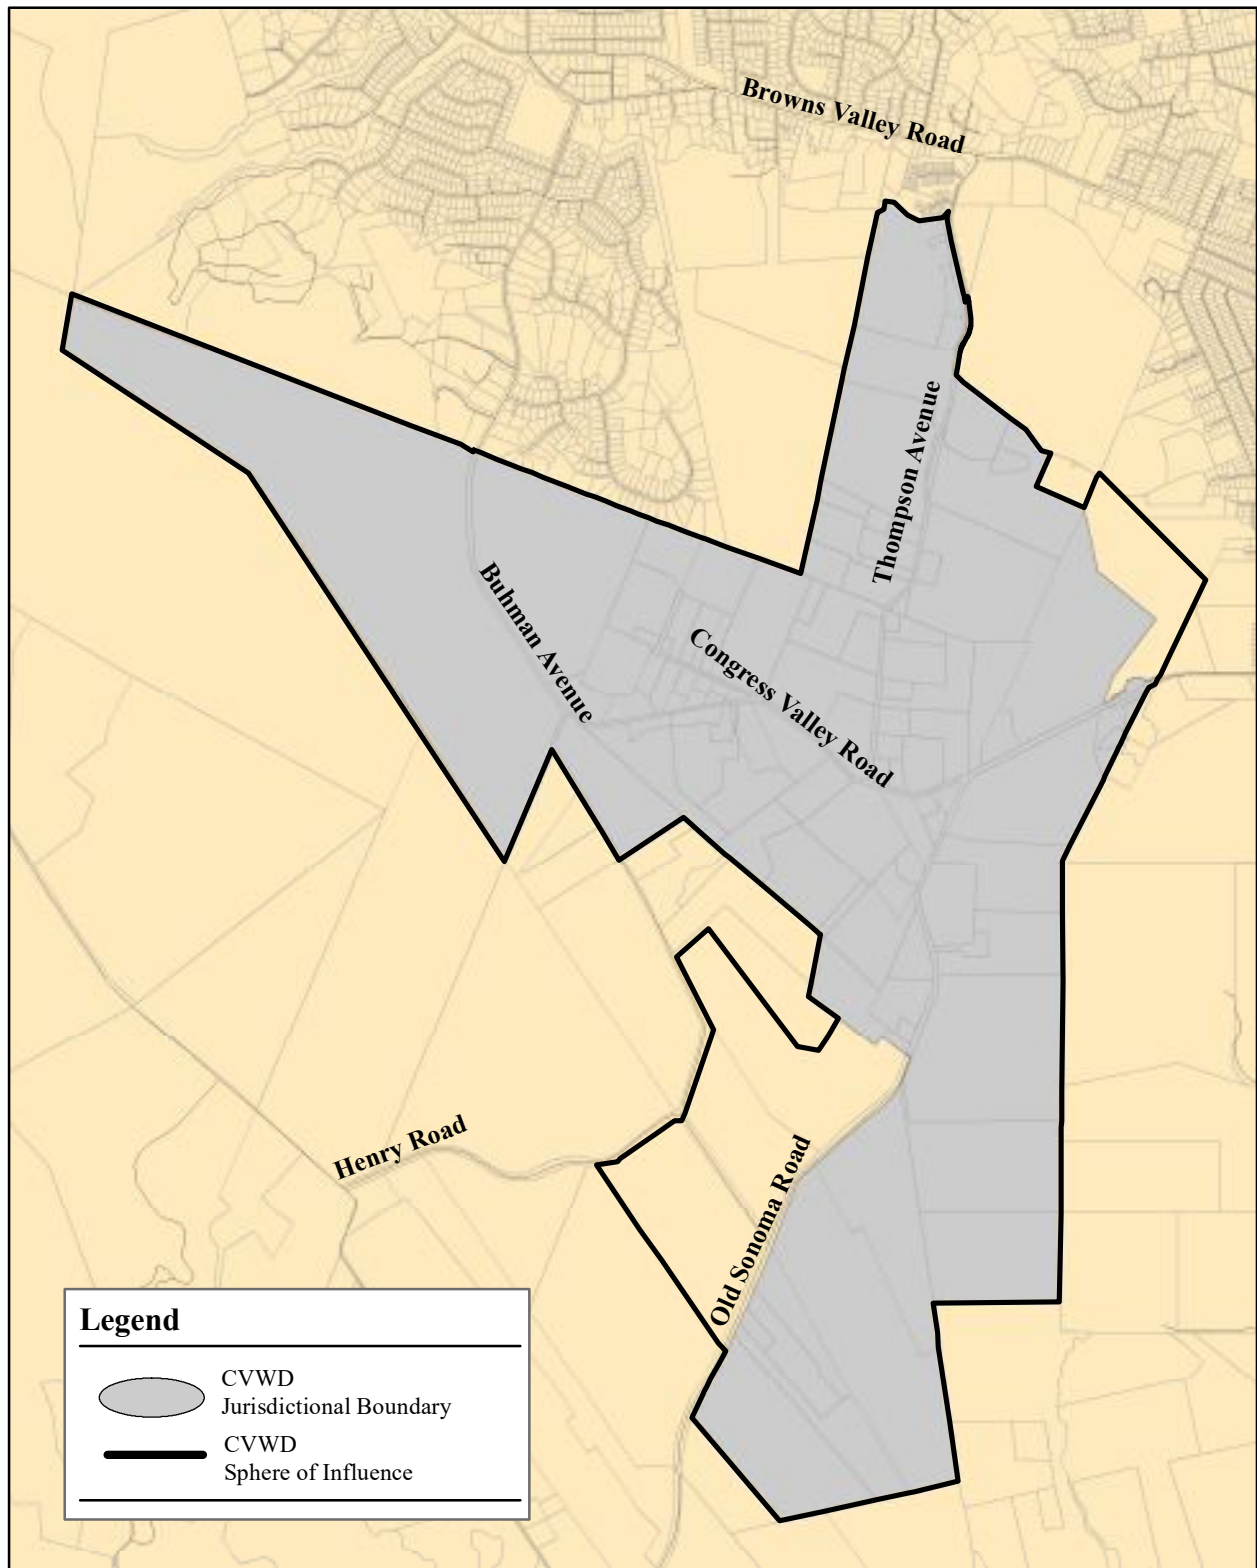 Browns Valley Road
Thompson Avenue
Buhman Avenue
Congress Valley Road
Henry Road
Old Sonoma Road
Legend
CVWD
Jurisdictional Boundary
CVWD
Sphere of Influence